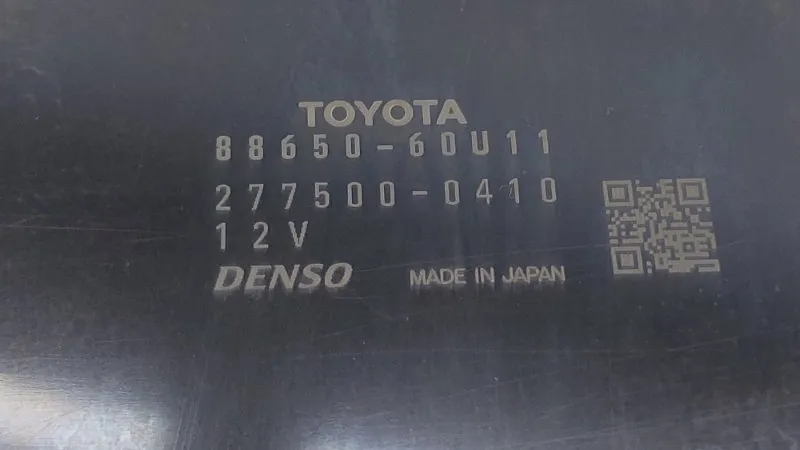 TOYOTA
88650-60U11
277500-0410
12V
DENSO MADE IN JAPAN